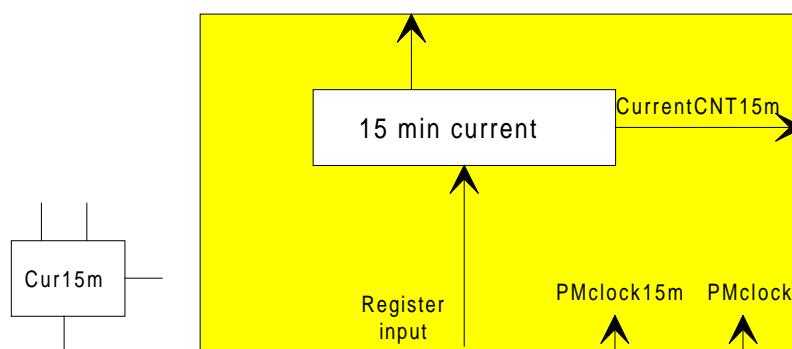 CurrentCNT15m
15 min current
Cur15m
Register
input
PMclock15m
PMclock